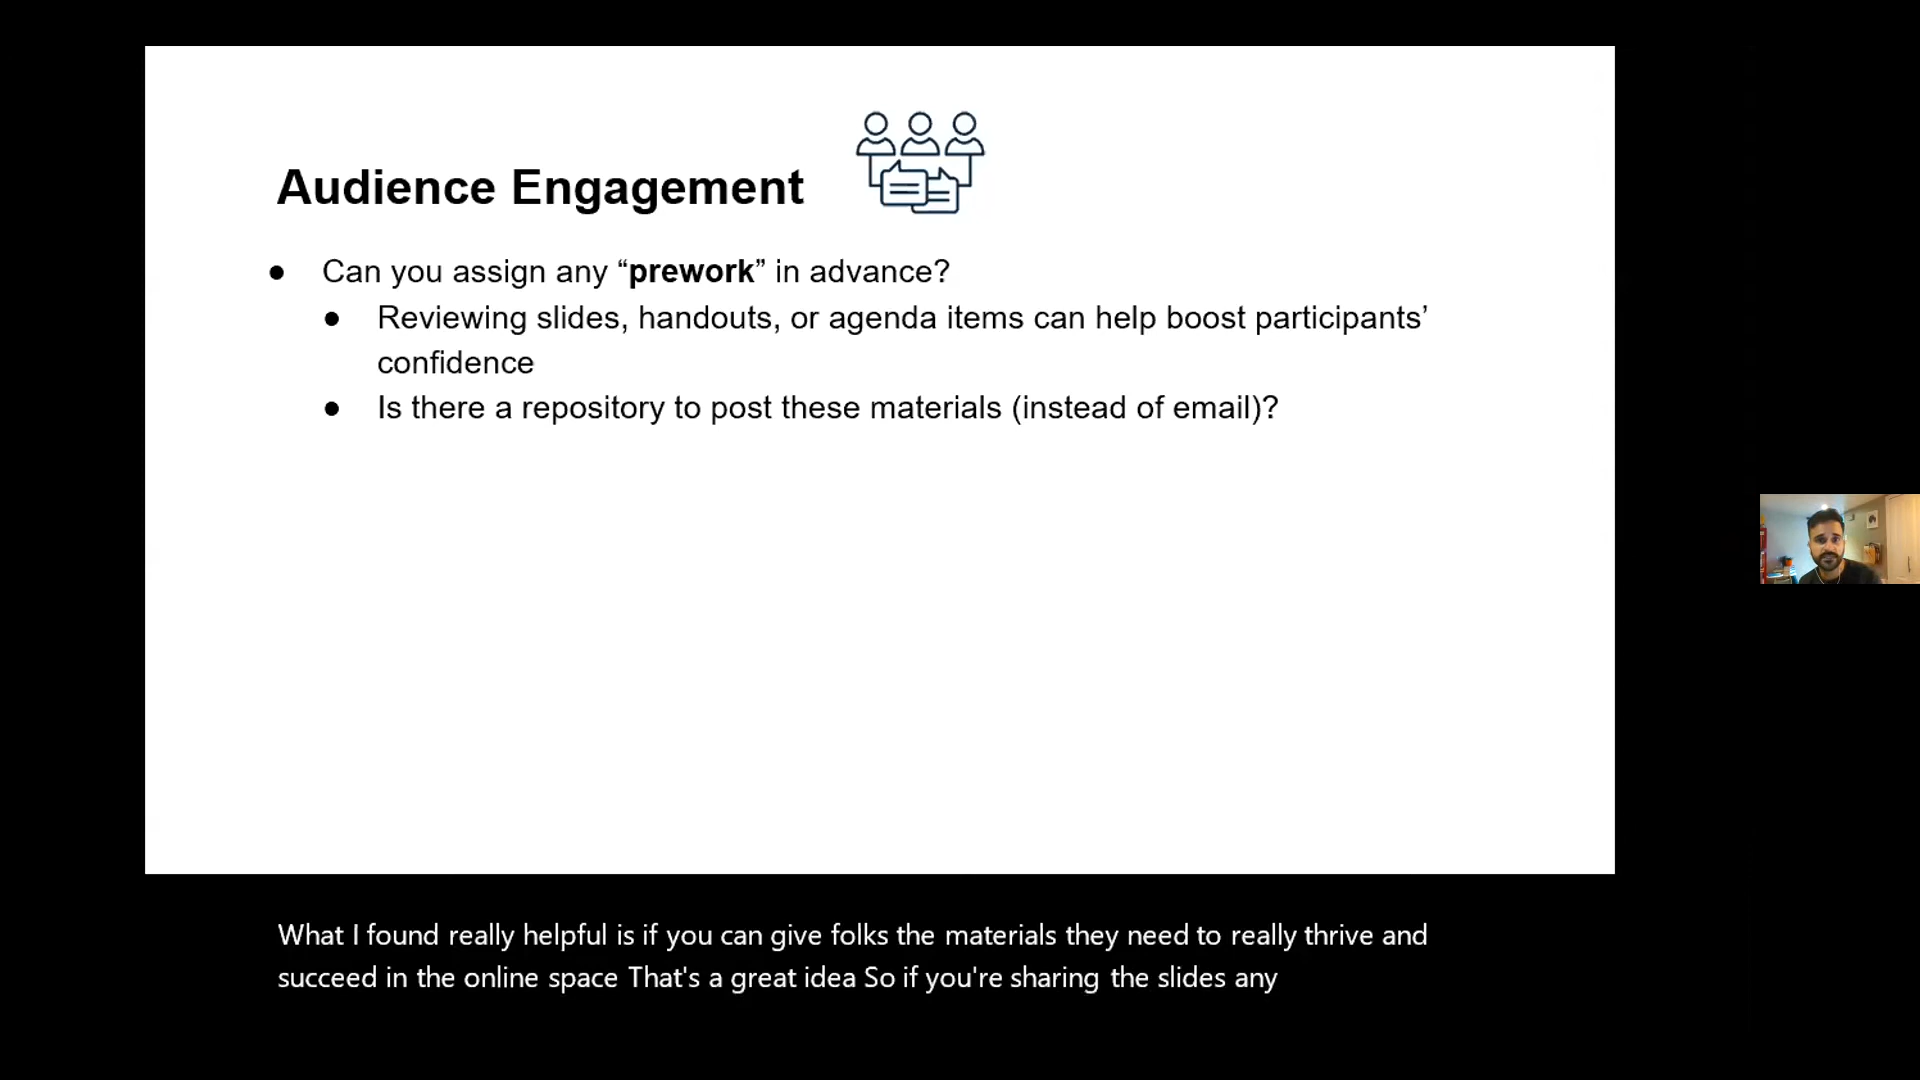 Audience Engagement
● Can you assign any “prework” in advance?
● Reviewing slides, handouts, or agenda items can help boost participants’
confidence
● Is there a repository to post these materials (instead of email)?
What I found really helpful is if you can give folks the materials they need to really thrive and
succeed in the online space That's a great idea So if you're sharing the slides any